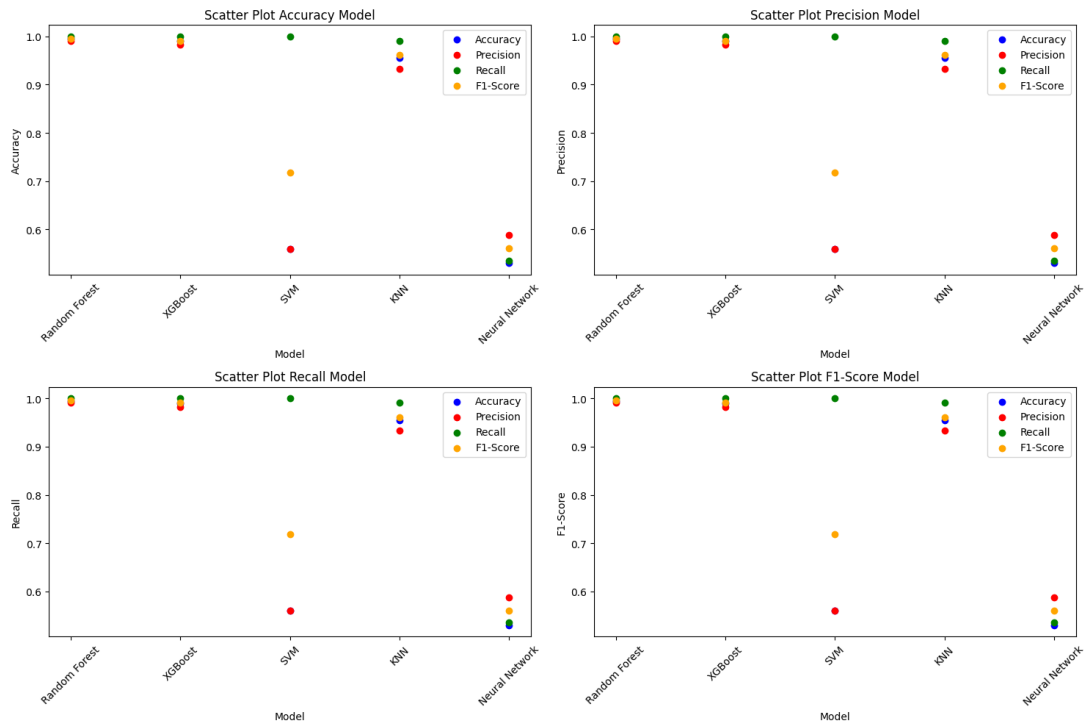 Scatter Plot Accuracy Model
Accuracy
1.0
0.9
0.8
0.7
0.6
Accuracy
Precision
Recall
F1-Score
Random Forest
XGBoost
SVM
KNN
Neural Network
Model
Scatter Plot Precision Model
Precision
1.0
0.9
0.8
0.7
0.6
Accuracy
Precision
Recall
F1-Score
Random Forest
XGBoost
SVM
KNN
Neural Network
Model
Scatter Plot Recall Model
Recall
1.0
0.9
0.8
0.7
0.6
Accuracy
Precision
Recall
F1-Score
Random Forest
XGBoost
SVM
KNN
Neural Network
Model
Scatter Plot F1-Score Model
F1-Score
1.0
0.9
0.8
0.7
0.6
Accuracy
Precision
Recall
F1-Score
Random Forest
XGBoost
SVM
KNN
Neural Network
Model